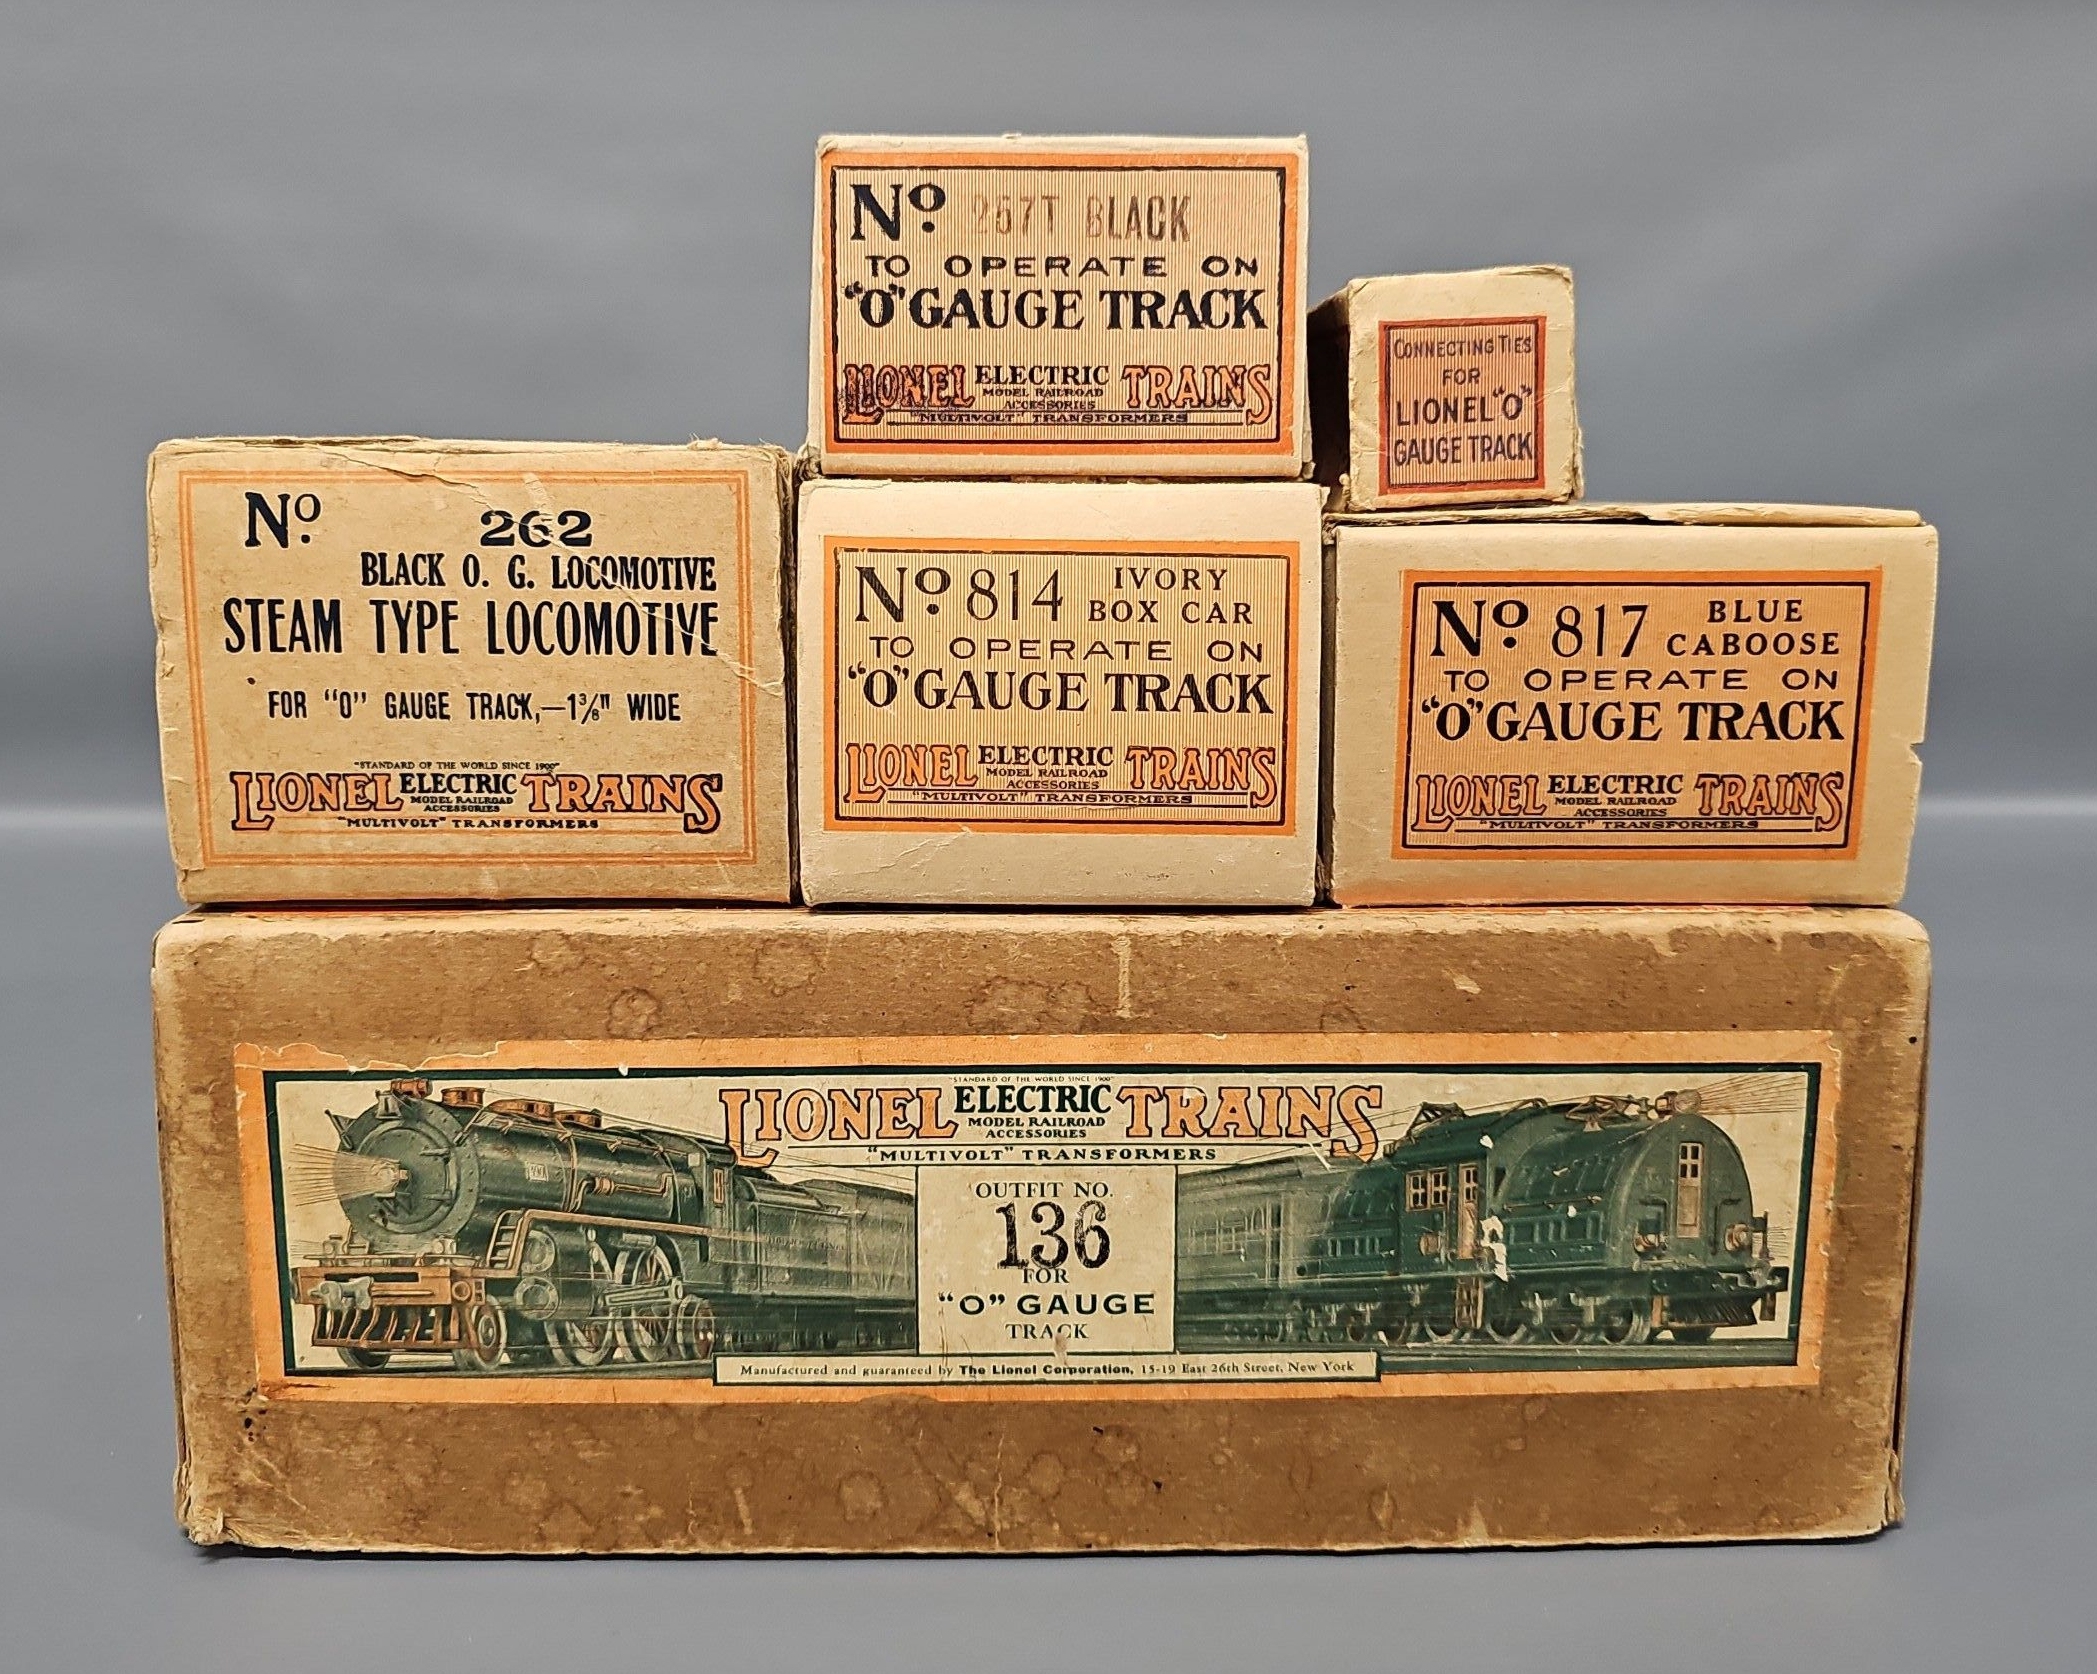 No. 257T BLACK
TO OPERATE ON
"O" GAUGE TRACK
LIONEL ELECTRIC TRAINS
MODEL RAILROAD
ACCESSORIES
"MULTIVOLT" TRANSFORMERS
CONNECTING TIES
FOR
LIONEL "O"
GAUGE TRACK
No. 262
BLACK O. G. LOCOMOTIVE
STEAM TYPE LOCOMOTIVE
FOR "O" GAUGE TRACK,—1⅜" WIDE
"STANDARD OF THE WORLD SINCE 1900"
LIONEL ELECTRIC TRAINS
MODEL RAILROAD
ACCESSORIES
"MULTIVOLT" TRANSFORMERS
No. 814 IVORY
BOX CAR
TO OPERATE ON
"O" GAUGE TRACK
LIONEL ELECTRIC TRAINS
MODEL RAILROAD
ACCESSORIES
"MULTIVOLT" TRANSFORMERS
No. 817 BLUE
CABOOSE
TO OPERATE ON
"O" GAUGE TRACK
LIONEL ELECTRIC TRAINS
MODEL RAILROAD
ACCESSORIES
"MULTIVOLT" TRANSFORMERS
"STANDARD OF THE WORLD SINCE 1900"
LIONEL ELECTRIC TRAINS
MODEL RAILROAD
ACCESSORIES
"MULTIVOLT" TRANSFORMERS
OUTFIT NO.
136
FOR
"O" GAUGE
TRACK
Manufactured and guaranteed by The Lionel Corporation, 15-19 East 26th Street, New York